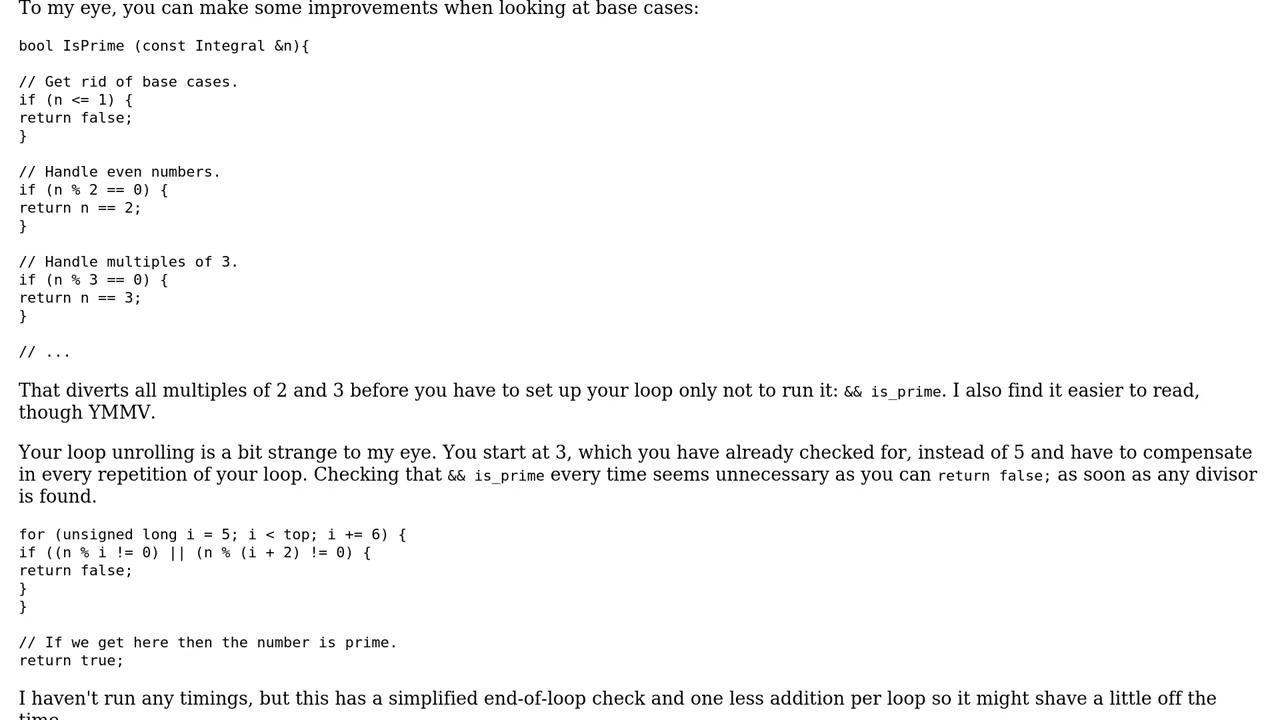 To my eye, you can make some improvements when looking at base cases:
bool IsPrime (const Integral &n){
// Get rid of base cases.
if (n <= 1) {
return false;
}
// Handle even numbers.
if (n % 2 == 0) {
return n == 2;
}
// Handle multiples of 3.
if (n % 3 == 0) {
return n == 3;
}
// ...
That diverts all multiples of 2 and 3 before you have to set up your loop only not to run it: && is_prime. I also find it easier to read,
though YMMV.
Your loop unrolling is a bit strange to my eye. You start at 3, which you have already checked for, instead of 5 and have to compensate
in every repetition of your loop. Checking that && is_prime every time seems unnecessary as you can return false; as soon as any divisor
is found.
for (unsigned long i = 5; i < top; i += 6) {
if ((n % i != 0) || (n % (i + 2) != 0) {
return false;
}
}
// If we get here then the number is prime.
return true;
I haven't run any timings, but this has a simplified end-of-loop check and one less addition per loop so it might shave a little off the
time.